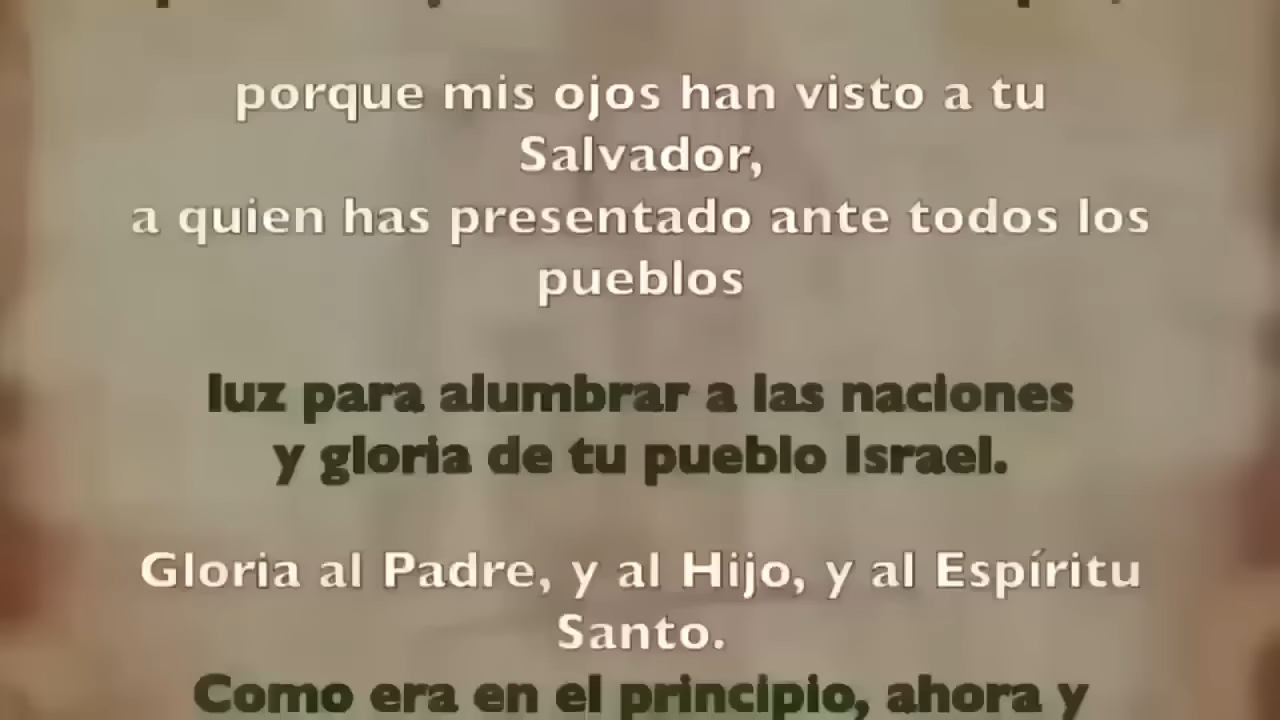 porque mis ojos han visto a tu
Salvador,
a quien has presentado ante todos los
pueblos
luz para alumbrar a las naciones
y gloria de tu pueblo Israel.
Gloria al Padre, y al Hijo, y al Espíritu
Santo.
Como era en el principio, ahora y